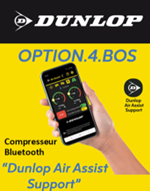 DUNLOP
OPTION.4.BOS
Dunlop
Air Assist
Support
Compresseur
Bluetooth
"Dunlop Air Assist
Support"